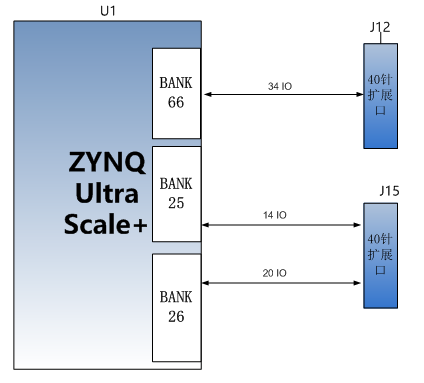 U1
J12
BANK
66
34 IO
40针
扩展
口
ZYNQ
Ultra
Scale+
BANK
25
J15
14 IO
40针
扩展
口
20 IO
BANK
26